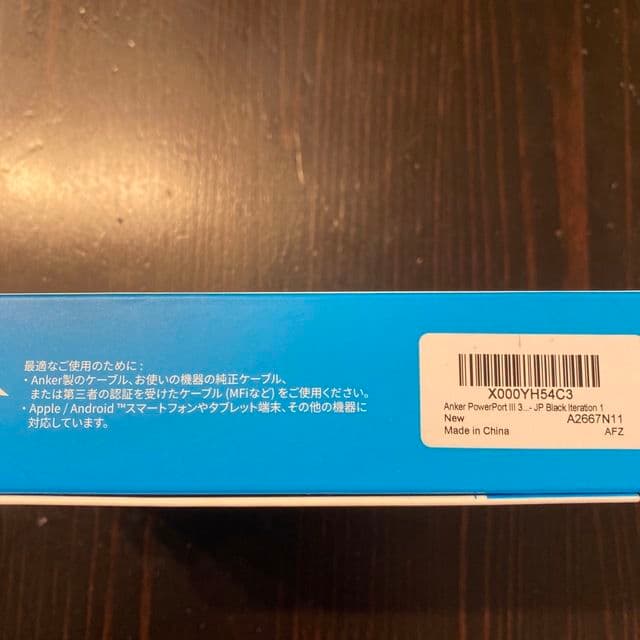 最適なご使用のために:
・Anker製のケーブル、お使いの機器の純正ケーブル、
または第三者の認証を受けたケーブル (MFiなど) をご使用ください。
・Apple / Android ™スマートフォンやタブレット端末、その他の機器に
対応しています。
X000YH54C3
Anker PowerPort III 3...- JP Black Iteration 1
New A2667N11
Made in China AFZ